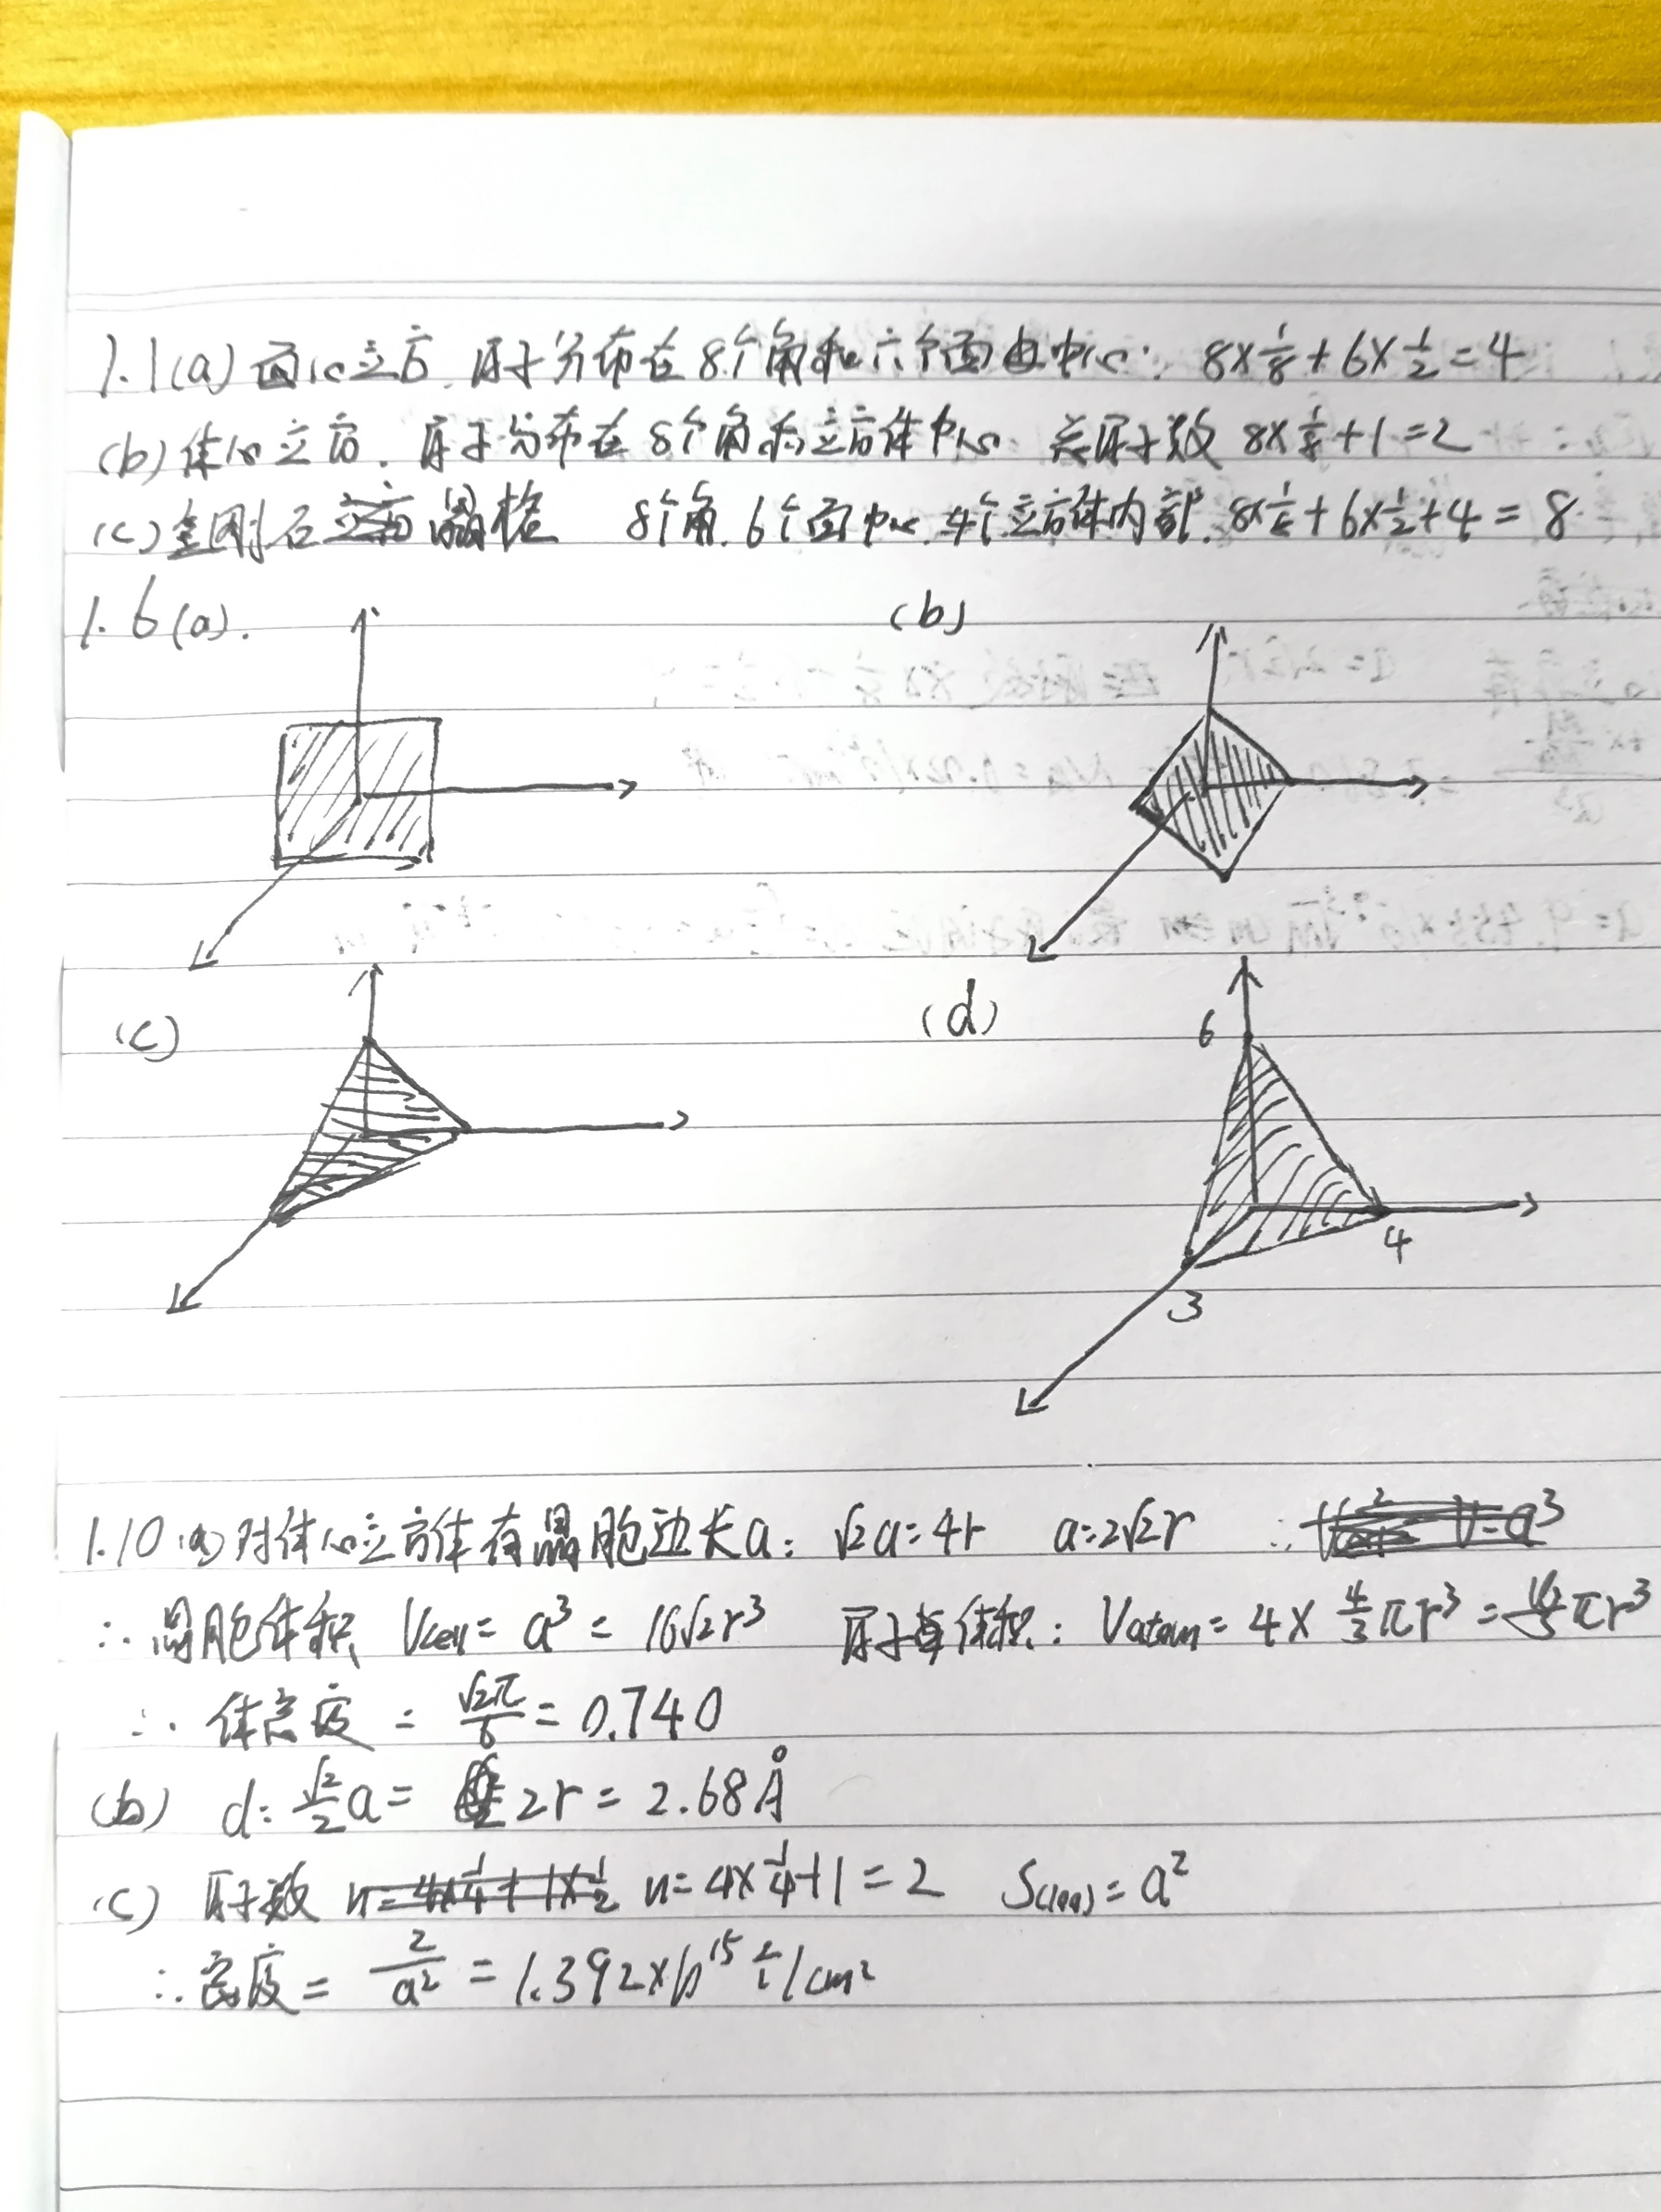 1.1(a) 面心立方.原子分布在8个角和六个面中心: 8×1/8+6×1/2=4
(b) 体心立方.原子分布在8个角和立方体中心 关原子数 8×1/8+1=2
(c) 金刚石晶格 8个角.6个面中心.4个立方体内部.8×1/8+6×1/2+4=8
1.6(a). (b)
(c) (d)
6
4
3
1.10 (a) 对体心立方体有晶胞边长a: √2a=4r a=2√2r ∴
∴晶胞体积 Vcell=a³=16√2r³ 原子体积: Vatom=4×4/3πr³=16/3πr³
∴体密度=√2π/6=0.740
(b) d=√2/2a=2r=2.68Å
(c) 原子数 n=4×1/4+1=2 S(100)=a²
∴密度=2/a²=1.392×10¹⁵个/cm²